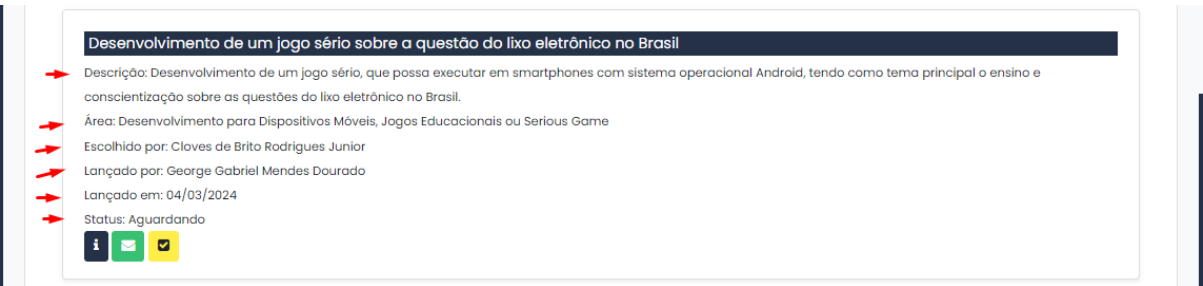 Desenvolvimento de um jogo sério sobre a questão do lixo eletrônico no Brasil
Descrição: Desenvolvimento de um jogo sério, que possa executar em smartphones com sistema operacional Android, tendo como tema principal o ensino e
conscientização sobre as questões do lixo eletrônico no Brasil.
Área: Desenvolvimento para Dispositivos Móveis, Jogos Educacionais ou Serious Game
Escolhido por: Cloves de Brito Rodrigues Junior
Lançado por: George Gabriel Mendes Dourado
Lançado em: 04/03/2024
Status: Aguardando